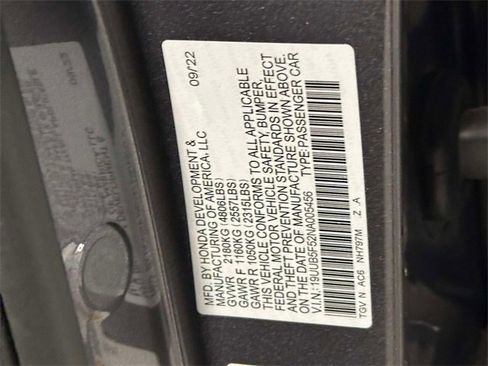 MFD. BY HONDA DEVELOPMENT & 09/22
MANUFACTURING OF AMERICA, LLC
GVWR 2180KG (4806LBS)
GAWR F 1160KG (2557LBS)
GAWR R 1050KG (2315LBS)
THIS VEHICLE CONFORMS TO ALL APPLICABLE
FEDERAL MOTOR VEHICLE SAFETY, BUMPER,
AND THEFT PREVENTION STANDARDS IN EFFECT
ON THE DATE OF MANUFACTURE SHOWN ABOVE.
V.I.N.: 19UUB5F52NA005456 TYPE:PASSENGER CAR
TGV N AC6 NH797M Z A